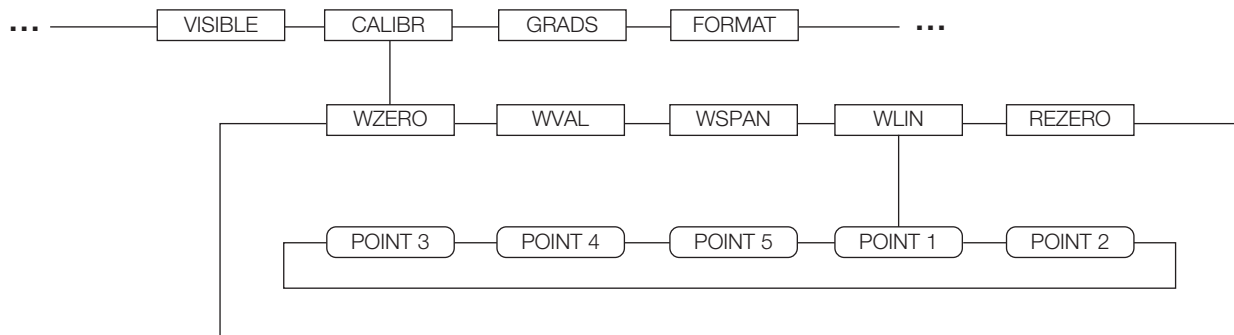 ... VISIBLE CALIBR GRADS FORMAT ...
WZERO WVAL WSPAN WLIN REZERO
POINT 3 POINT 4 POINT 5 POINT 1 POINT 2